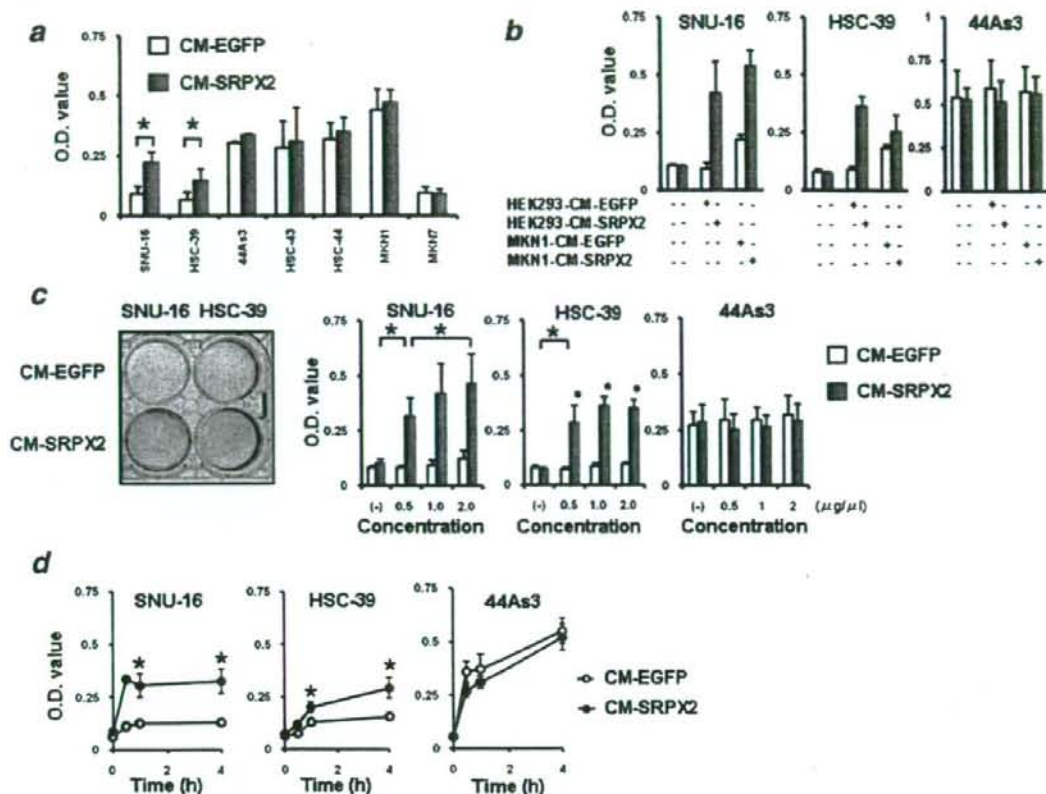 a
0.75
0.5
0.25
0
O.D. value
CM-EGFP
CM-SRPX2
*
*
SNU-16
HSC-39
44As3
HSC-43
HSC-44
MKN1
MKN7
b
SNU-16
HSC-39
44As3
O.D. value
0.75
0.5
0.25
0
0.75
0.5
0.25
0
1
0.75
0.5
0.25
0
HEK293-CM-EGFP - - + - - - + - - - + -
HEK293-CM-SRPX2 - - + - - + - - +
MKN1-CM-EGFP - - + - - - + - - - + -
MKN1-CM-SRPX2 - - + - - + - - +
c
SNU-16 HSC-39
CM-EGFP
CM-SRPX2
SNU-16
HSC-39
44As3
O.D. value
0.75
0.5
0.25
0
*
*
(-) 0.5 1.0 2.0
Concentration
0.75
0.5
0.25
0
*
(-) 0.5 1.0 2.0
Concentration
0.75
0.5
0.25
0
(-) 0.5 1 2 (μg/μl)
Concentration
CM-EGFP
CM-SRPX2
d
SNU-16
HSC-39
44As3
O.D. value
0.75
0.5
0.25
0
* *
0 2 4
Time (h)
0.75
0.5
0.25
0
* *
0 2 4
Time (h)
0.75
0.5
0.25
0
0 2 4
Time (h)
CM-EGFP
CM-SRPX2